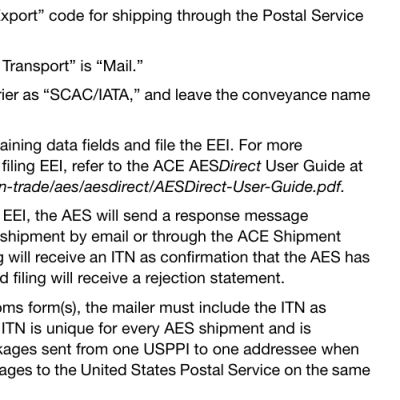 xport” code for shipping through the Postal Service
Transport” is “Mail.”
rier as “SCAC/IATA,” and leave the conveyance name
aining data fields and file the EEI. For more
filing EEI, refer to the ACE AESDirect User Guide at
n-trade/aes/aesdirect/AESDirect-User-Guide.pdf.
EEI, the AES will send a response message
shipment by email or through the ACE Shipment
g will receive an ITN as confirmation that the AES has
d filing will receive a rejection statement.
oms form(s), the mailer must include the ITN as
ITN is unique for every AES shipment and is
kages sent from one USPPI to one addressee when
ages to the United States Postal Service on the same